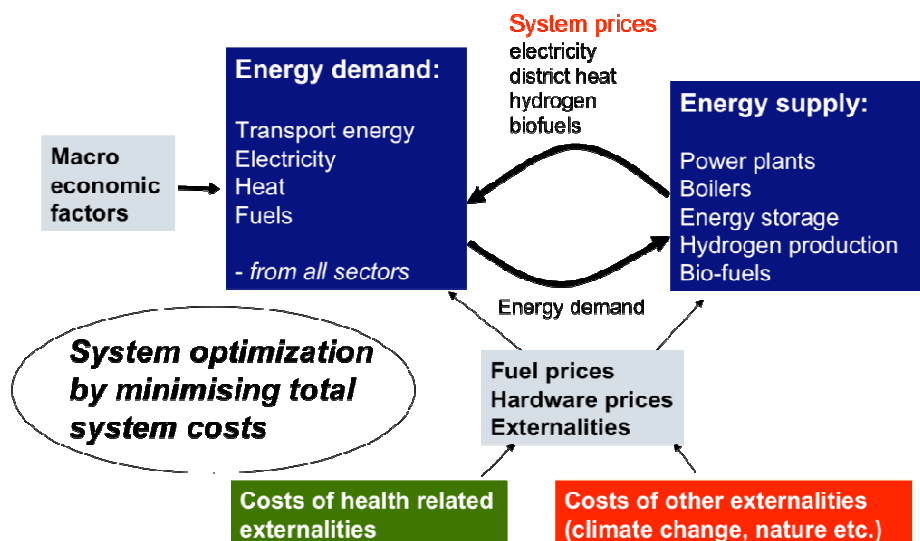 System prices
electricity
district heat
hydrogen
biofuels
Energy demand:
Transport energy
Electricity
Heat
Fuels
- from all sectors
Energy supply:
Power plants
Boilers
Energy storage
Hydrogen production
Bio-fuels
Macro
economic
factors
Energy demand
System optimization
by minimising total
system costs
Fuel prices
Hardware prices
Externalities
Costs of health related
externalities
Costs of other externalities
(climate change, nature etc.)